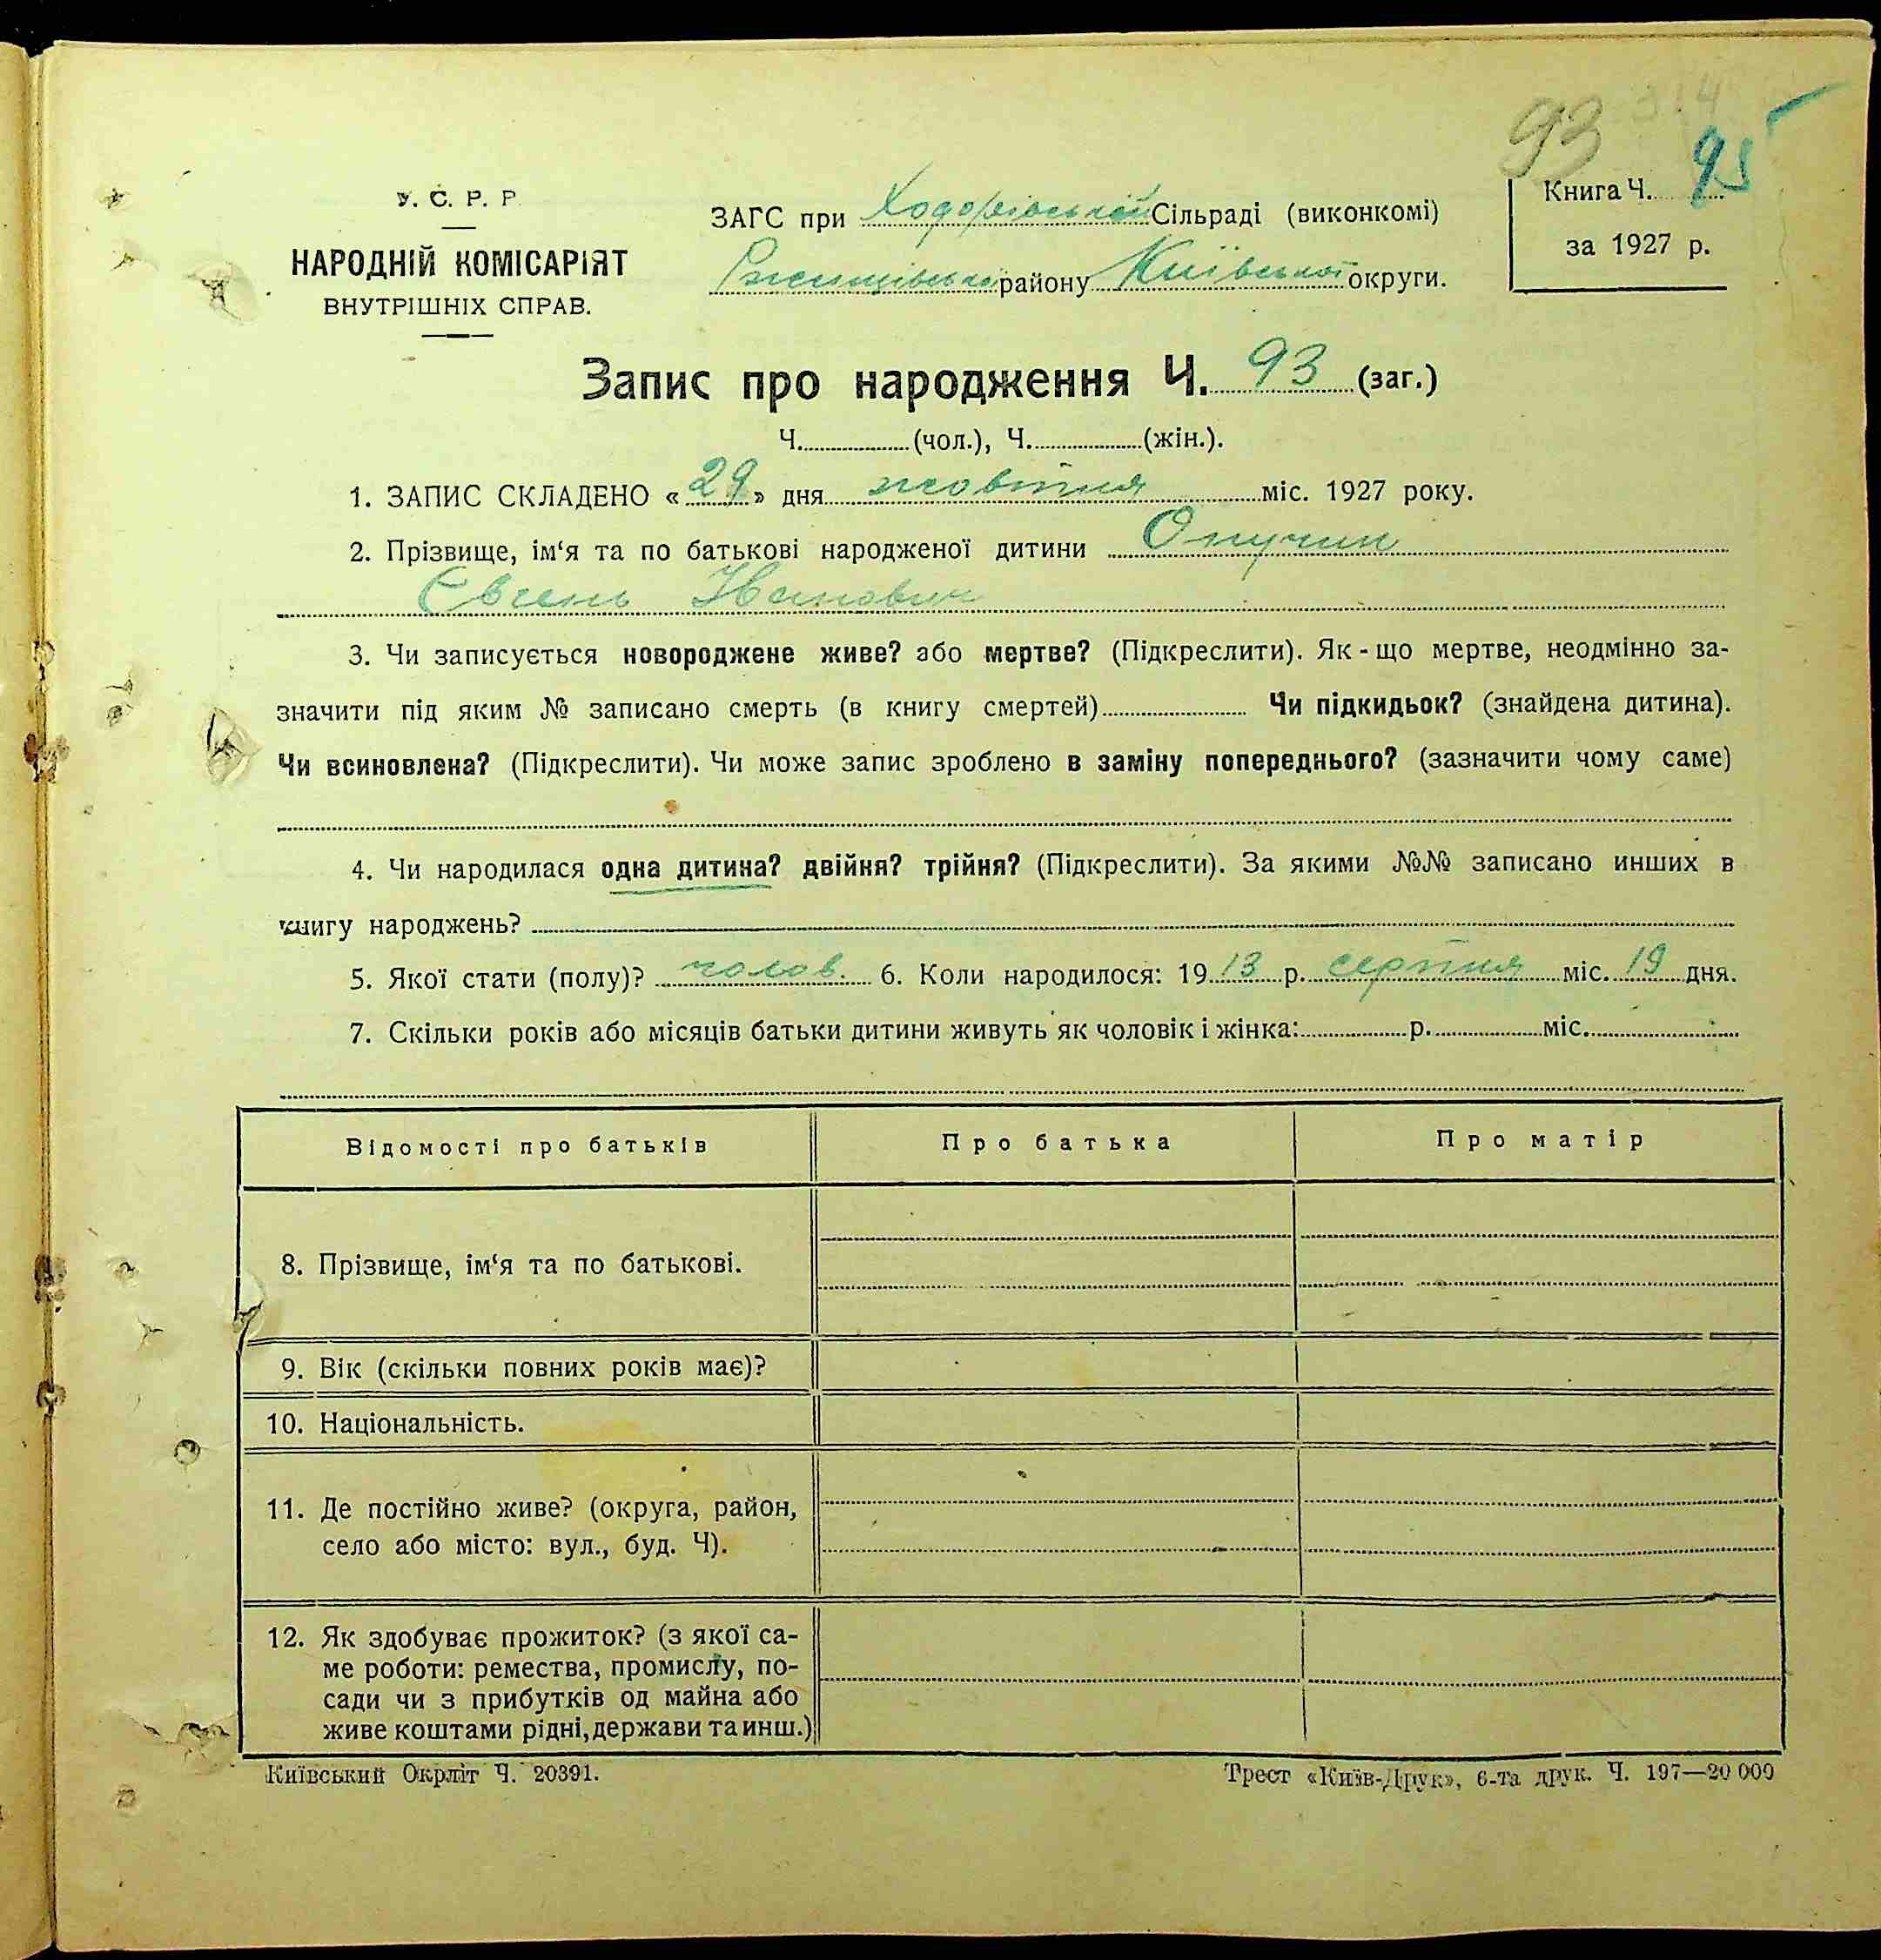 93 314
95
У. С. Р. Р.
НАРОДНІЙ КОМІСАРІЯТ
ВНУТРІШНІХ СПРАВ.
ЗАГС при Ходорівській Сільраді (виконкомі)
Ржищівськ. району Київської округи.
Книга Ч.
за 1927 р.
Запис про народження Ч. 93 (заг.)
Ч. (чол.), Ч. (жін.).
1. ЗАПИС СКЛАДЕНО «29» дня жовтня міс. 1927 року.
2. Прізвище, ім‘я та по батькові народженої дитини Опучин
Євгень Іванович
3. Чи записується новороджене живе? або мертве? (Підкреслити). Як-що мертве, неодмінно за-
значити під яким № записано смерть (в книгу смертей) Чи підкидьок? (знайдена дитина).
Чи всиновлена? (Підкреслити). Чи може запис зроблено в заміну попереднього? (зазначити чому саме)
4. Чи народилася одна дитина? двійня? трійня? (Підкреслити). За якими №№ записано инших в
книгу народжень?
5. Якої стати (полу)? чолов. 6. Коли народилося: 1913 р. серпня міс. 19 дня.
7. Скільки років або місяців батьки дитини живуть як чоловік і жінка: р. міс.
Відомості про батьків Про батька Про матір
8. Прізвище, ім‘я та по батькові.
9. Вік (скільки повних років має)?
10. Національність.
11. Де постійно живе? (округа, район,
село або місто: вул., буд. Ч).
12. Як здобуває прожиток? (з якої са-
ме роботи: ремества, промислу, по-
сади чи з прибутків од майна або
живе коштами рідні, держави та инш.)
Київський Окрліт Ч. 20391.
Трест «Київ-Друк», 6-та друк. Ч. 197—20 000